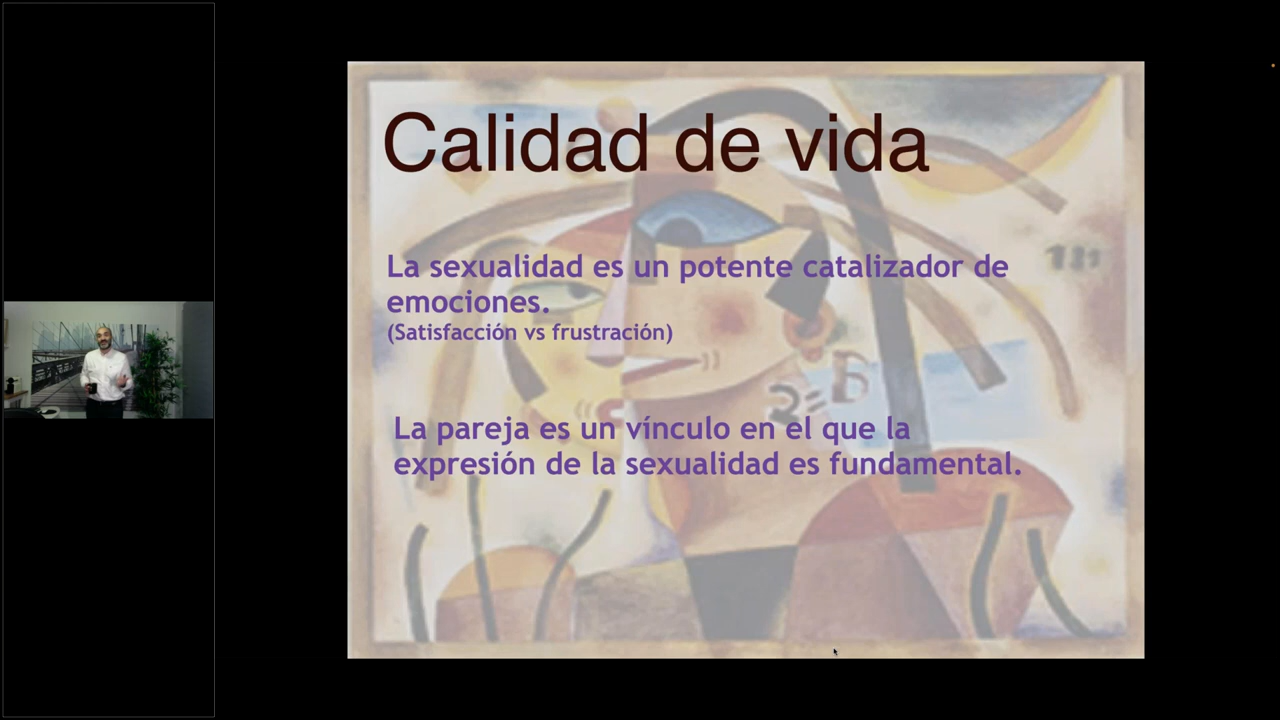 Calidad de vida
La sexualidad es un potente catalizador de
emociones.
(Satisfacción vs frustración)
2=
B
La pareja es un vínculo en el que la
expresión de la sexualidad es fundamental.